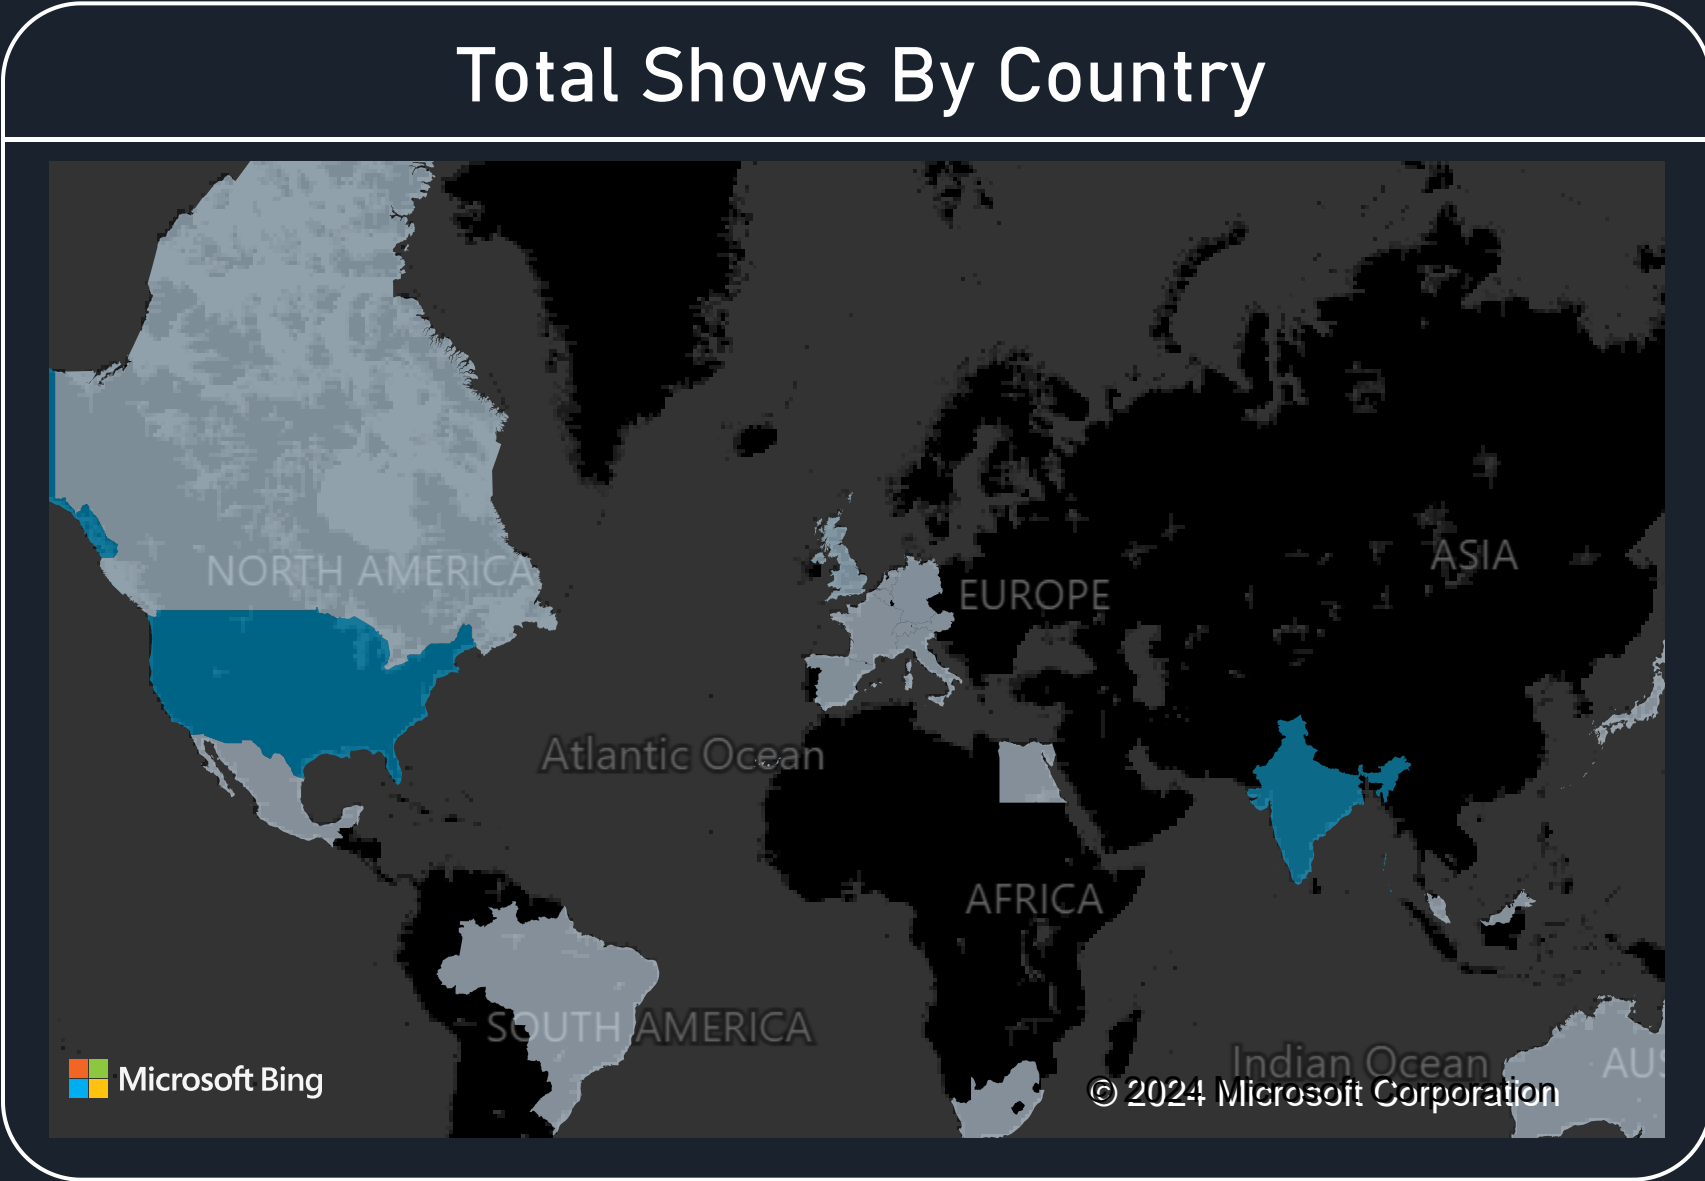 Total Shows By Country
NORTH AMERICA
EUROPE
ASIA
Atlantic Ocean
AFRICA
SOUTH AMERICA
Indian Ocean
AUS
Microsoft Bing
© 2024 Microsoft Corporation